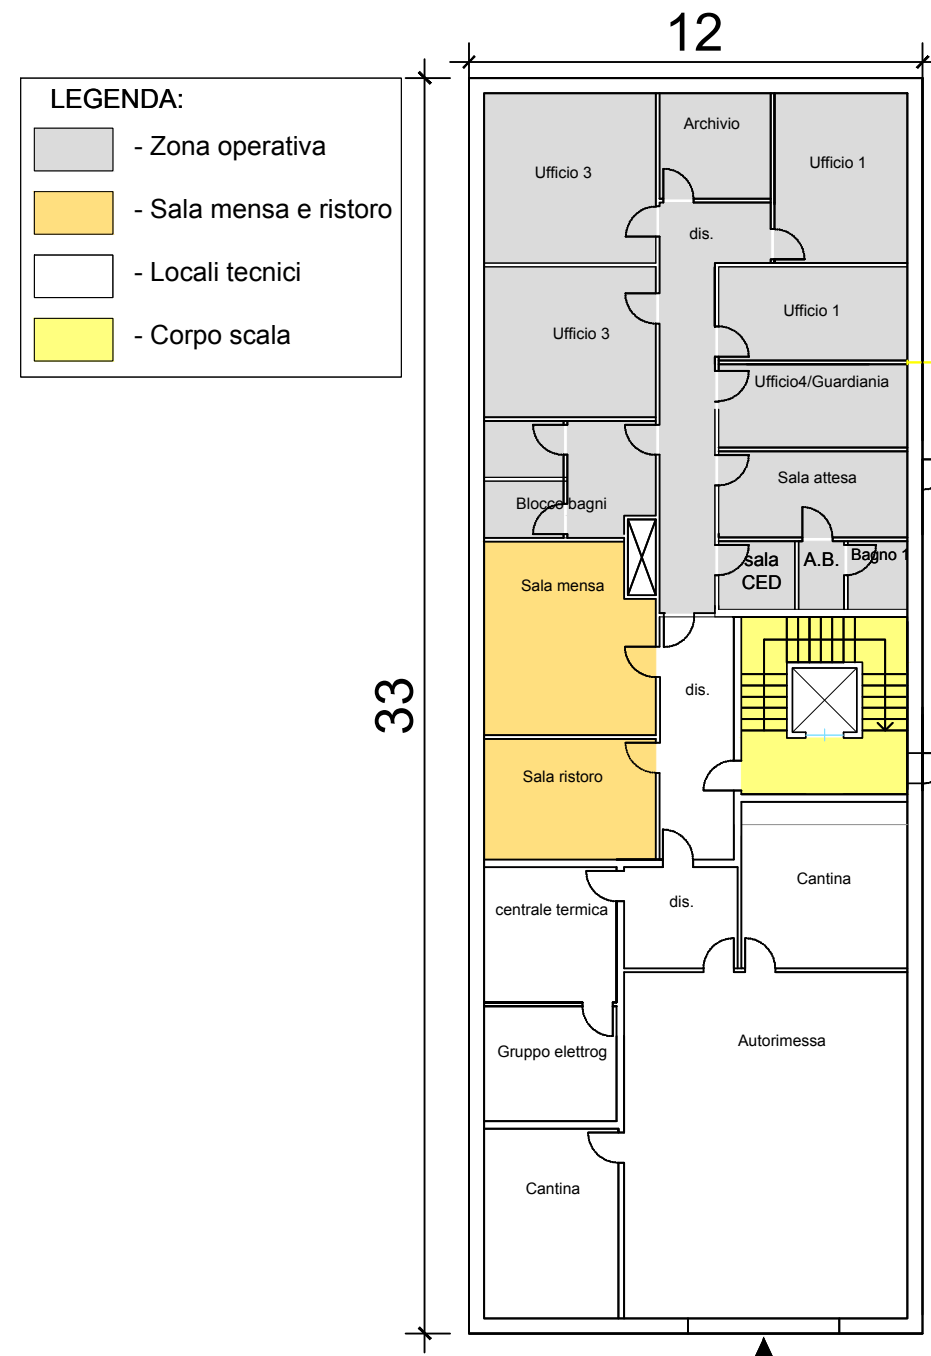 12
LEGENDA:
- Zona operativa
- Sala mensa e ristoro
- Locali tecnici
- Corpo scala
33
Archivio
Ufficio 3
Ufficio 1
dis.
Ufficio 3
Ufficio 1
Ufficio4/Guardiania
Sala attesa
Blocco bagni
sala
CED
A.B.
Bagno 1
Sala mensa
dis.
Sala ristoro
Cantina
centrale termica
dis.
Gruppo elettrog
Autorimessa
Cantina